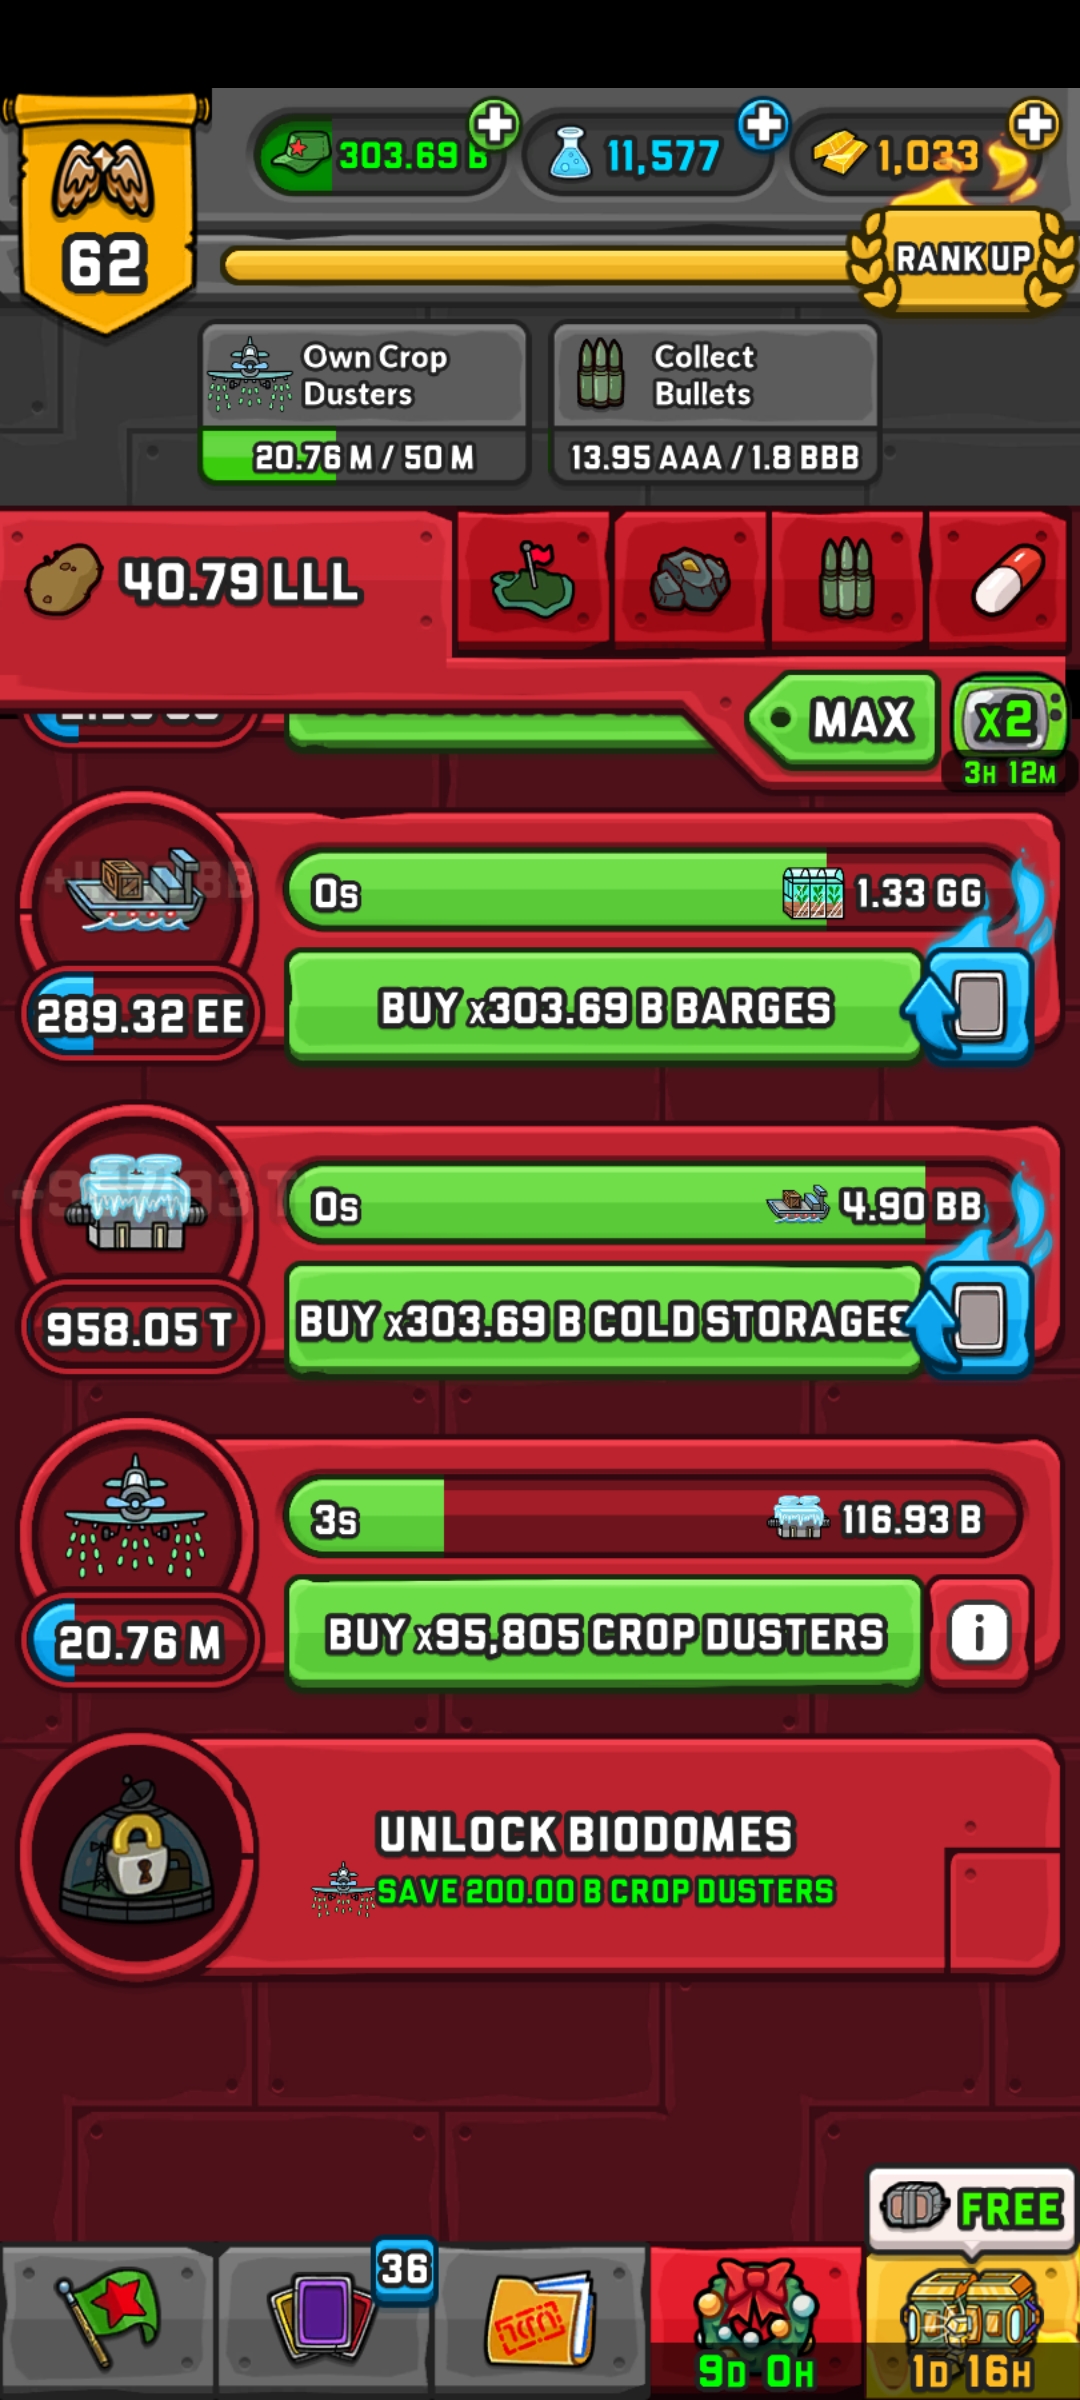 303.69 B
11,577
1,033
62
RANK UP
Own Crop
Dusters
Collect
Bullets
20.76 M / 50 M
13.95 AAA / 1.8 BBB
40.79 LLL
MAX
x2
3H 12M
0s
1.33 GG
289.32 EE
BUY x303.69 B BARGES
0s
4.90 BB
958.05 T
BUY x303.69 B COLD STORAGES
3s
116.93 B
20.76 M
BUY x95,805 CROP DUSTERS
i
UNLOCK BIODOMES
SAVE 200.00 B CROP DUSTERS
FREE
36
9D 0H
1D 16H